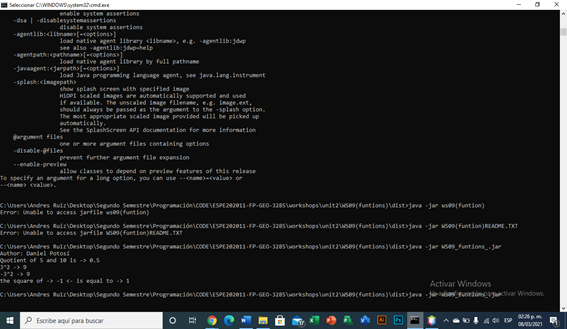 Seleccionar C:\WINDOWS\system32\cmd.exe
enable system assertions
-dsa | -disablesystemassertions
disable system assertions
-agentlib:<libname>[=<options>]
load native agent library <libname>, e.g. -agentlib:jdwp
see also -agentlib:jdwp=help
-agentpath:<pathname>[=<options>]
load native agent library by full pathname
-javaagent:<jarpath>[=<options>]
load Java programming language agent, see java.lang.instrument
-splash:<imagepath>
show splash screen with specified image
HiDPI scaled images are automatically supported and used
if available. The unscaled image filename, e.g. image.ext,
should always be passed as the argument to the -splash option.
The most appropriate scaled image provided will be picked up
automatically.
See the SplashScreen API documentation for more information
@argument files
one or more argument files containing options
-disable-@files
prevent further argument file expansion
--enable-preview
allow classes to depend on preview features of this release
To specify an argument for a long option, you can use --<name>=<value> or
--<name> <value>.
C:\Users\Andres Ruiz\Desktop\Segundo Semestre\Programación\CODE\ESPE202011-FP-GEO-3285\workshops\unit2\WS09(funtions)\dist>java -jar ws09(funtion)
Error: Unable to access jarfile ws09(funtion)
C:\Users\Andres Ruiz\Desktop\Segundo Semestre\Programación\CODE\ESPE202011-FP-GEO-3285\workshops\unit2\WS09(funtions)\dist>java -jar WS09(funtion)README.TXT
Error: Unable to access jarfile WS09(funtion)README.TXT
C:\Users\Andres Ruiz\Desktop\Segundo Semestre\Programación\CODE\ESPE202011-FP-GEO-3285\workshops\unit2\WS09(funtions)\dist>java -jar WS09_funtions_.jar
Author: Daniel Potosí
Quotient of 5 and 10 is -> 0.5
3^2 -> 9
-3^2 -> 9
the square of -> -1 <- is equal to -> 1
C:\Users\Andres Ruiz\Desktop\Segundo Semestre\Programación\CODE\ESPE202011-FP-GEO-3285\workshops\unit2\WS09(funtions)\dist>java -jar WS09_funtions_.jar
Activar Windows
activar Windows.
Escribe aquí para buscar
ESP
02:26 p. m.
08/03/2021